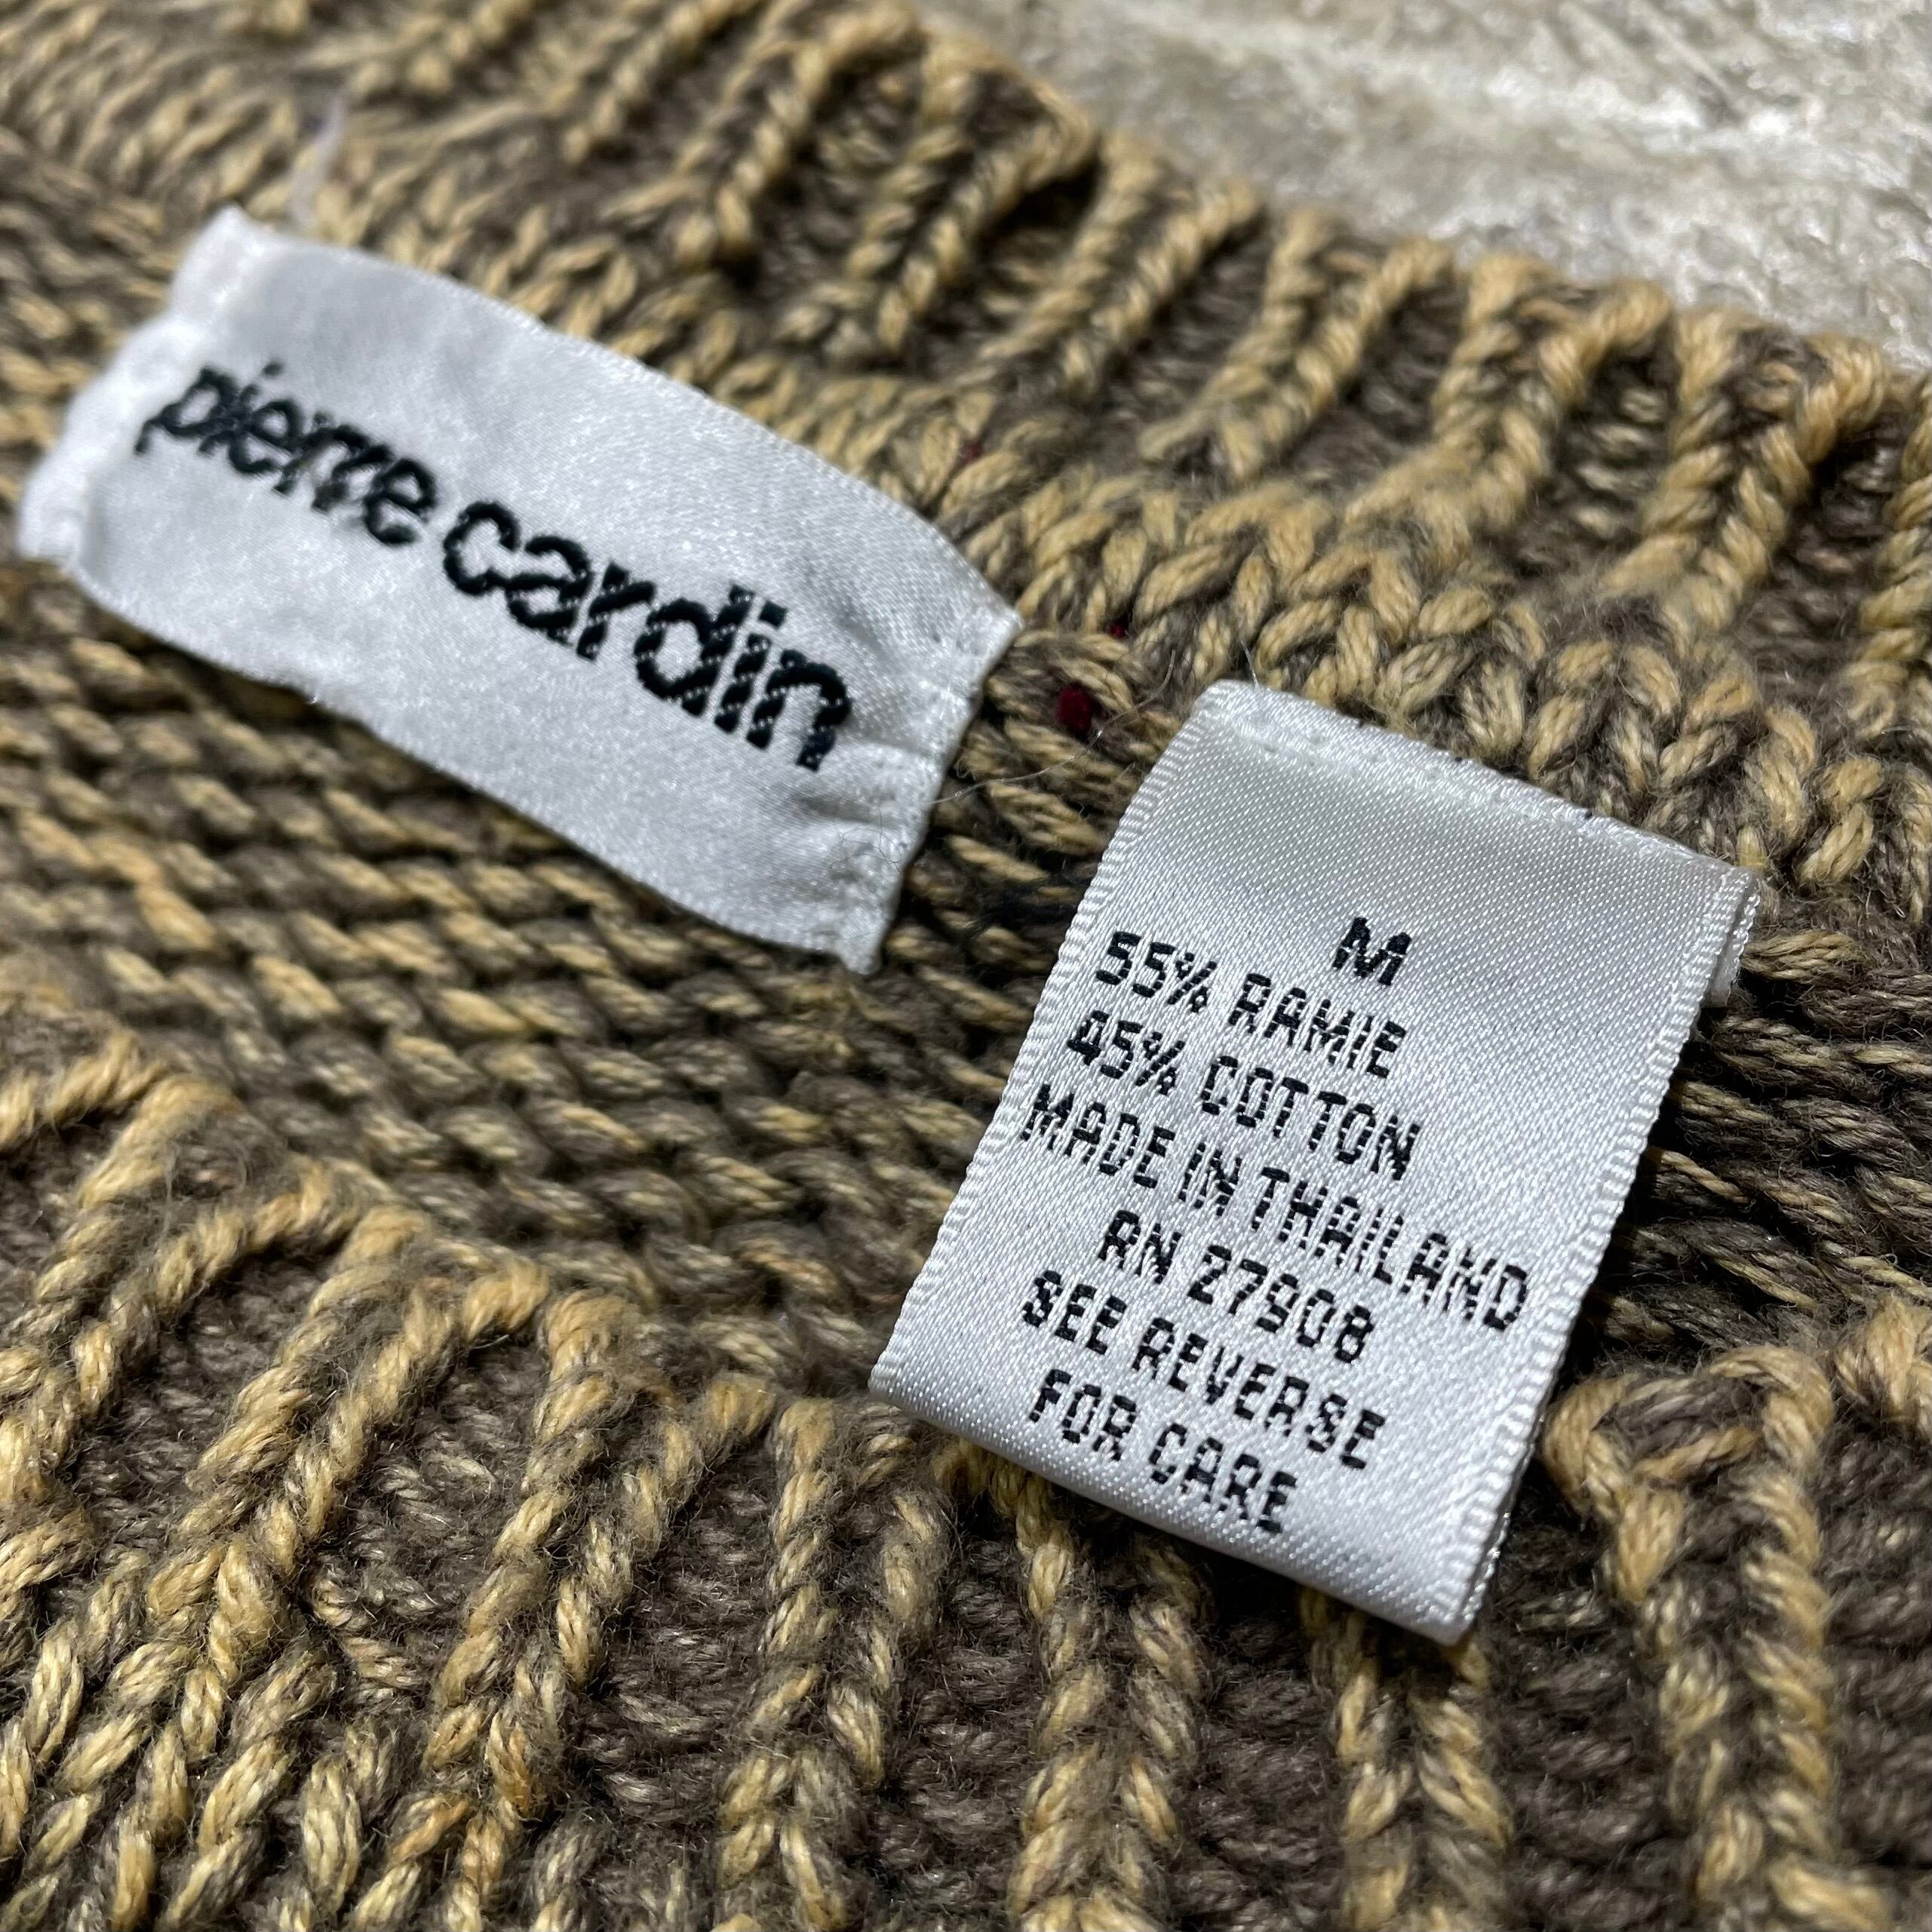 pierre cardin
M
55% RAMIE
45% COTTON
MADE IN THAILAND
RN 27908
SEE REVERSE
FOR CARE